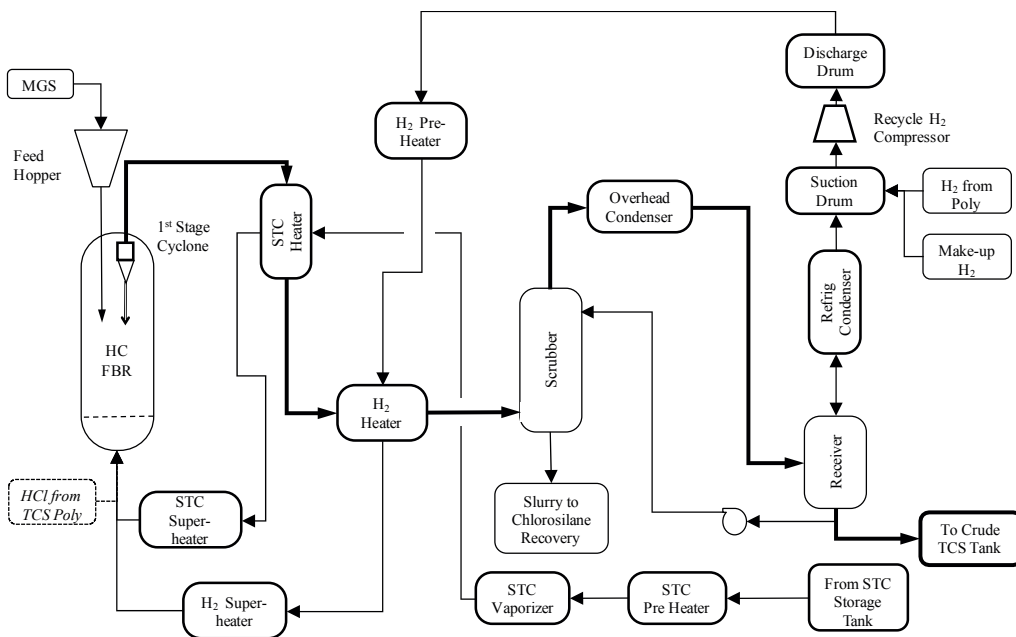 MGS
Feed
Hopper
1st Stage
Cyclone
HC
FBR
HCl from
TCS Poly
STC
Super-
heater
H2 Super-
heater
STC
Heater
H2 Pre-
Heater
H2
Heater
Overhead
Condenser
Scrubber
Slurry to
Chlorosilane
Recovery
STC
Vaporizer
STC
Pre Heater
From STC
Storage
Tank
Discharge
Drum
Recycle H2
Compressor
Suction
Drum
H2 from
Poly
Make-up
H2
Refrig
Condenser
Receiver
To Crude
TCS Tank